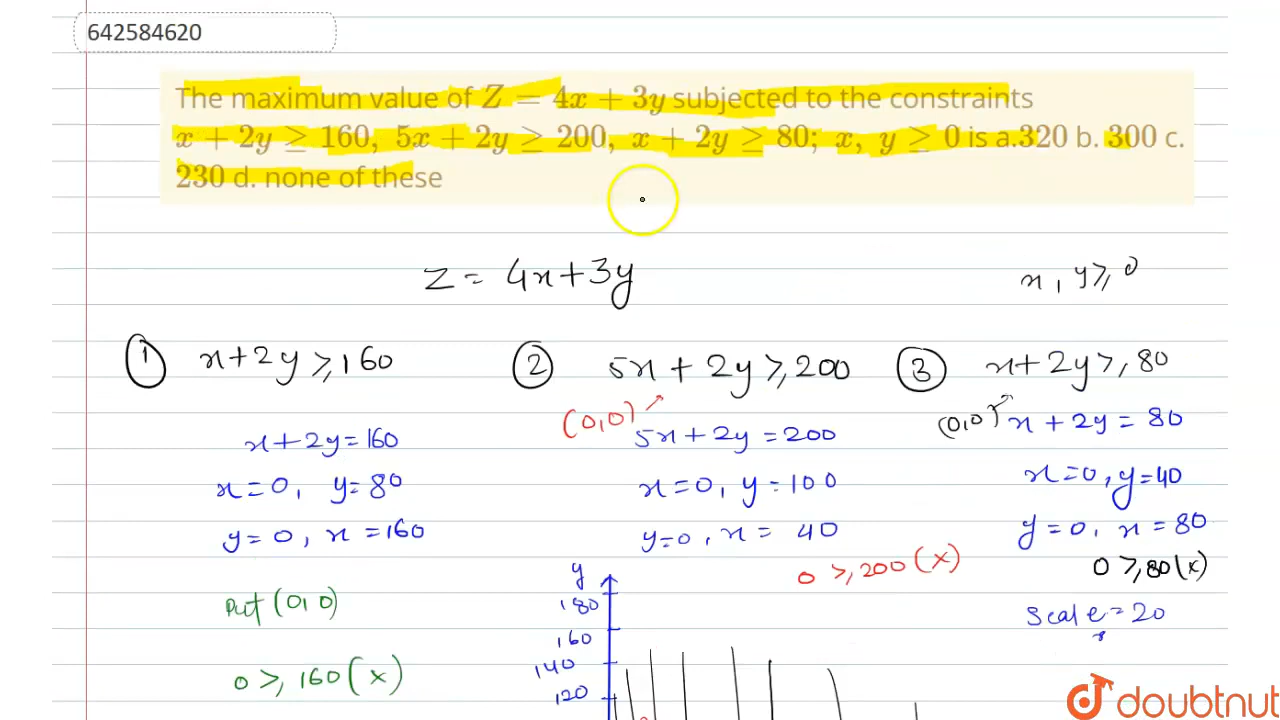 642584620
The maximum value of Z = 4x + 3y subjected to the constraints
x + 2y ≥ 160, 5x + 2y ≥ 200, x + 2y ≥ 80; x, y ≥ 0 is a.320 b. 300 c.
230 d. none of these
Z = 4x+3y
x, y ≥ 0
① x+2y ≥ 160
② 5x + 2y ≥ 200
③ x+2y ≥ 80
(0,0)
(0,0)
x+2y=160
5x+2y=200
x+2y = 80
x=0, y=80
x=0, y=100
x=0, y=40
y=0, x=160
y=0, x= 40
y=0, x=80
0 ≥ 200 (x)
0 ≥ 80(x)
Put (0,0)
Scale=20
0 ≥ 160 (x)
y
180
160
140
120
doubtnut